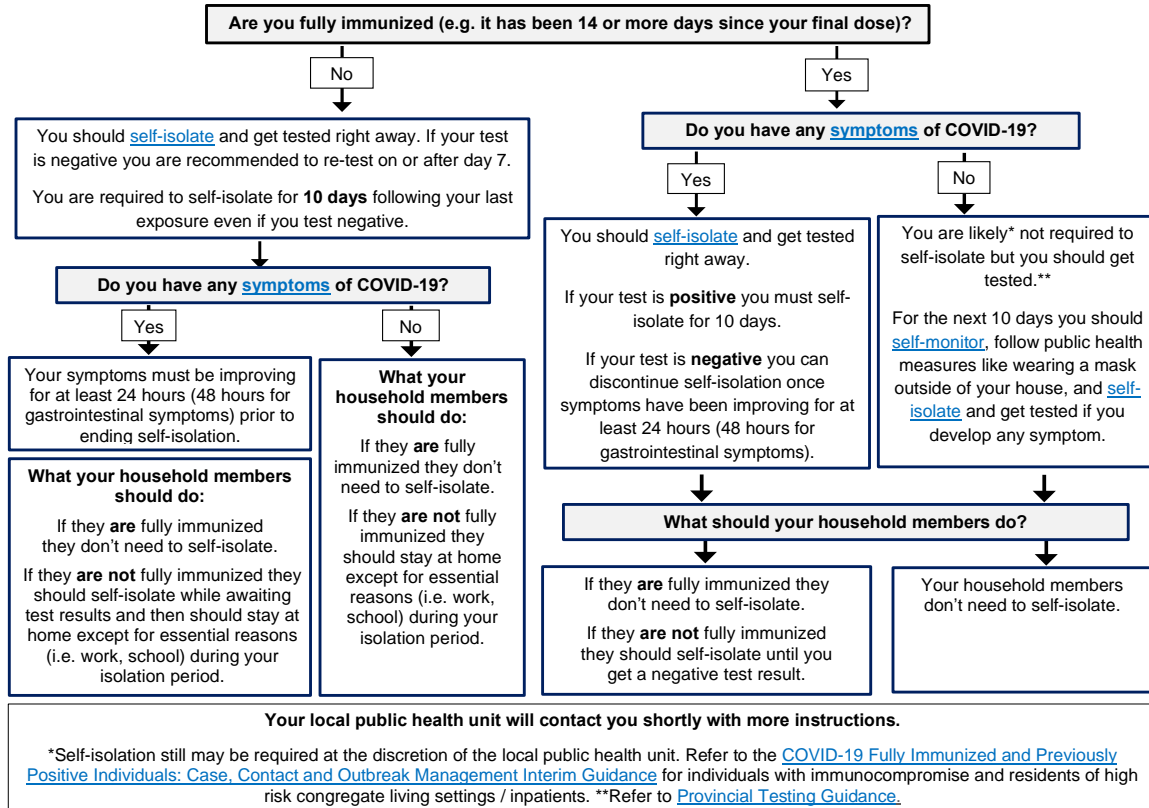 Are you fully immunized (e.g. it has been 14 or more days since your final dose)?
No
Yes
You should self-isolate and get tested right away. If your test
is negative you are recommended to re-test on or after day 7.
You are required to self-isolate for 10 days following your last
exposure even if you test negative.
Do you have any symptoms of COVID-19?
Yes
No
Your symptoms must be improving
for at least 24 hours (48 hours for
gastrointestinal symptoms) prior to
ending self-isolation.
What your household members
should do:
If they are fully immunized
they don't need to self-isolate.
If they are not fully immunized they
should self-isolate while awaiting
test results and then should stay at
home except for essential reasons
(i.e. work, school) during your
isolation period.
What your
household members
should do:
If they are fully
immunized they don't
need to self-isolate.
If they are not fully
immunized they
should stay at home
except for essential
reasons (i.e. work,
school) during your
isolation period.
Do you have any symptoms of COVID-19?
Yes
No
You should self-isolate and get tested
right away.
If your test is positive you must self-
isolate for 10 days.
If your test is negative you can
discontinue self-isolation once
symptoms have been improving for at
least 24 hours (48 hours for
gastrointestinal symptoms).
You are likely* not required to
self-isolate but you should get
tested.**
For the next 10 days you should
self-monitor, follow public health
measures like wearing a mask
outside of your house, and self-
isolate and get tested if you
develop any symptom.
What should your household members do?
If they are fully immunized they
don't need to self-isolate.
If they are not fully immunized
they should self-isolate until you
get a negative test result.
Your household members
don't need to self-isolate.
Your local public health unit will contact you shortly with more instructions.
*Self-isolation still may be required at the discretion of the local public health unit. Refer to the COVID-19 Fully Immunized and Previously
Positive Individuals: Case, Contact and Outbreak Management Interim Guidance for individuals with immunocompromise and residents of high
risk congregate living settings / inpatients. **Refer to Provincial Testing Guidance.